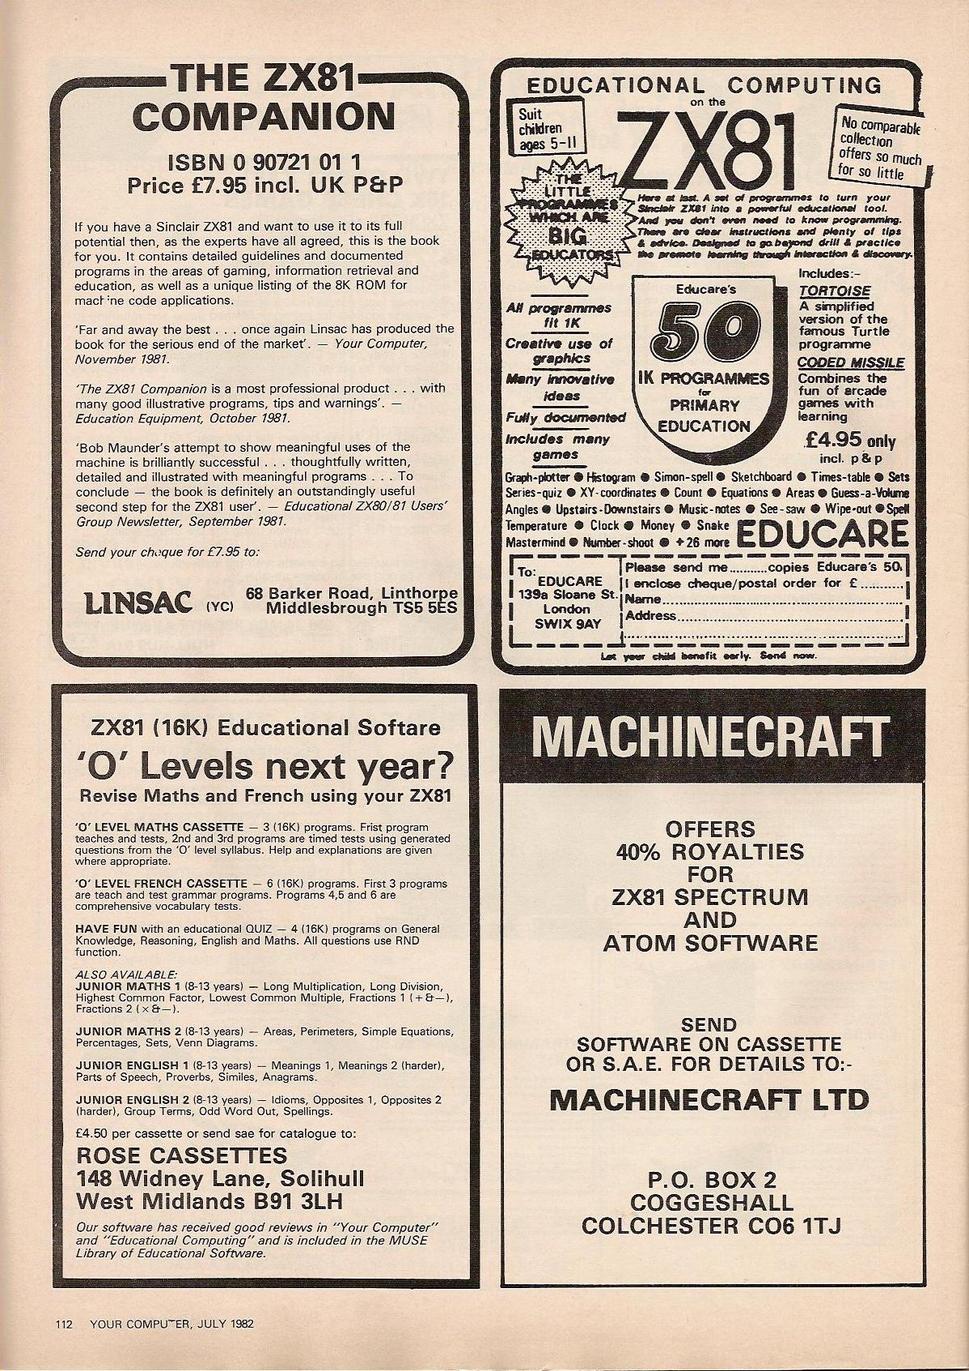 THE ZX81
COMPANION
ISBN 0 90721 01 1
Price £7.95 incl. UK P&P
If you have a Sinclair ZX81 and want to use it to its full
potential then, as the experts have all agreed, this is the book
for you. It contains detailed guidelines and documented
programs in the areas of gaming, information retrieval and
education, as well as a unique listing of the 8K ROM for
machine code applications.
'Far and away the best . . . once again Linsac has produced the
book for the serious end of the market'. — Your Computer,
November 1981.
'The ZX81 Companion is a most professional product . . . with
many good illustrative programs, tips and warnings'. —
Education Equipment, October 1981.
'Bob Maunder's attempt to show meaningful uses of the
machine is brilliantly successful . . . thoughtfully written,
detailed and illustrated with meaningful programs . . . To
conclude — the book is definitely an outstandingly useful
second step for the ZX81 user'. — Educational ZX80/81 Users'
Group Newsletter, September 1981.
Send your cheque for £7.95 to:
LINSAC (YC) 68 Barker Road, Linthorpe
Middlesbrough TS5 5ES
EDUCATIONAL COMPUTING
on the
ZX81
Suit
children
ages 5-11
No comparable
collection
offers so much
for so little
THE
LITTLE
PROGRAMMES
WHICH ARE
BIG
EDUCATORS
Here at last. A set of programmes to turn your
Sinclair ZX81 into a powerful educational tool.
And you don't even need to know programming.
There are clear instructions and plenty of tips
& advice. Designed to go beyond drill & practice
the promote learning through interaction & discovery.
All programmes
fit 1K
Creative use of
graphics
Many innovative
ideas
Fully documented
Includes many
games
Educare's
50
1K PROGRAMMES
for
PRIMARY
EDUCATION
Includes:-
TORTOISE
A simplified
version of the
famous Turtle
programme
CODED MISSILE
Combines the
fun of arcade
games with
learning
£4.95 only
incl. p & p
Graph-plotter ● Histogram ● Simon-spell ● Sketchboard ● Times-table ● Sets
Series-quiz ● XY-coordinates ● Count ● Equations ● Areas ● Guess-a-Volume
Angles ● Upstairs-Downstairs ● Music-notes ● See-saw ● Wipe-out ● Spell
Temperature ● Clock ● Money ● Snake
Mastermind ● Number-shoot ● +26 more EDUCARE
To:
EDUCARE
139a Sloane St.
London
SWIX 9AY
Please send me...........copies Educare's 50.
I enclose cheque/postal order for £..........
Name
Address
Let your child benefit early. Send now.
ZX81 (16K) Educational Softare
'O' Levels next year?
Revise Maths and French using your ZX81
'O' LEVEL MATHS CASSETTE — 3 (16K) programs. Frist program
teaches and tests, 2nd and 3rd programs are timed tests using generated
questions from the 'O' level syllabus. Help and explanations are given
where appropriate.
'O' LEVEL FRENCH CASSETTE — 6 (16K) programs. First 3 programs
are teach and test grammar programs. Programs 4,5 and 6 are
comprehensive vocabulary tests.
HAVE FUN with an educational QUIZ — 4 (16K) programs on General
Knowledge, Reasoning, English and Maths. All questions use RND
function.
ALSO AVAILABLE:
JUNIOR MATHS 1 (8-13 years) — Long Multiplication, Long Division,
Highest Common Factor, Lowest Common Multiple, Fractions 1 (+&—),
Fractions 2 (×&—).
JUNIOR MATHS 2 (8-13 years) — Areas, Perimeters, Simple Equations,
Percentages, Sets, Venn Diagrams.
JUNIOR ENGLISH 1 (8-13 years) — Meanings 1, Meanings 2 (harder),
Parts of Speech, Proverbs, Similes, Anagrams.
JUNIOR ENGLISH 2 (8-13 years) — Idioms, Opposites 1, Opposites 2
(harder), Group Terms, Odd Word Out, Spellings.
£4.50 per cassette or send sae for catalogue to:
ROSE CASSETTES
148 Widney Lane, Solihull
West Midlands B91 3LH
Our software has received good reviews in "Your Computer"
and "Educational Computing" and is included in the MUSE
Library of Educational Software.
MACHINECRAFT
OFFERS
40% ROYALTIES
FOR
ZX81 SPECTRUM
AND
ATOM SOFTWARE
SEND
SOFTWARE ON CASSETTE
OR S.A.E. FOR DETAILS TO:-
MACHINECRAFT LTD
P.O. BOX 2
COGGESHALL
COLCHESTER CO6 1TJ
112 YOUR COMPUTER, JULY 1982